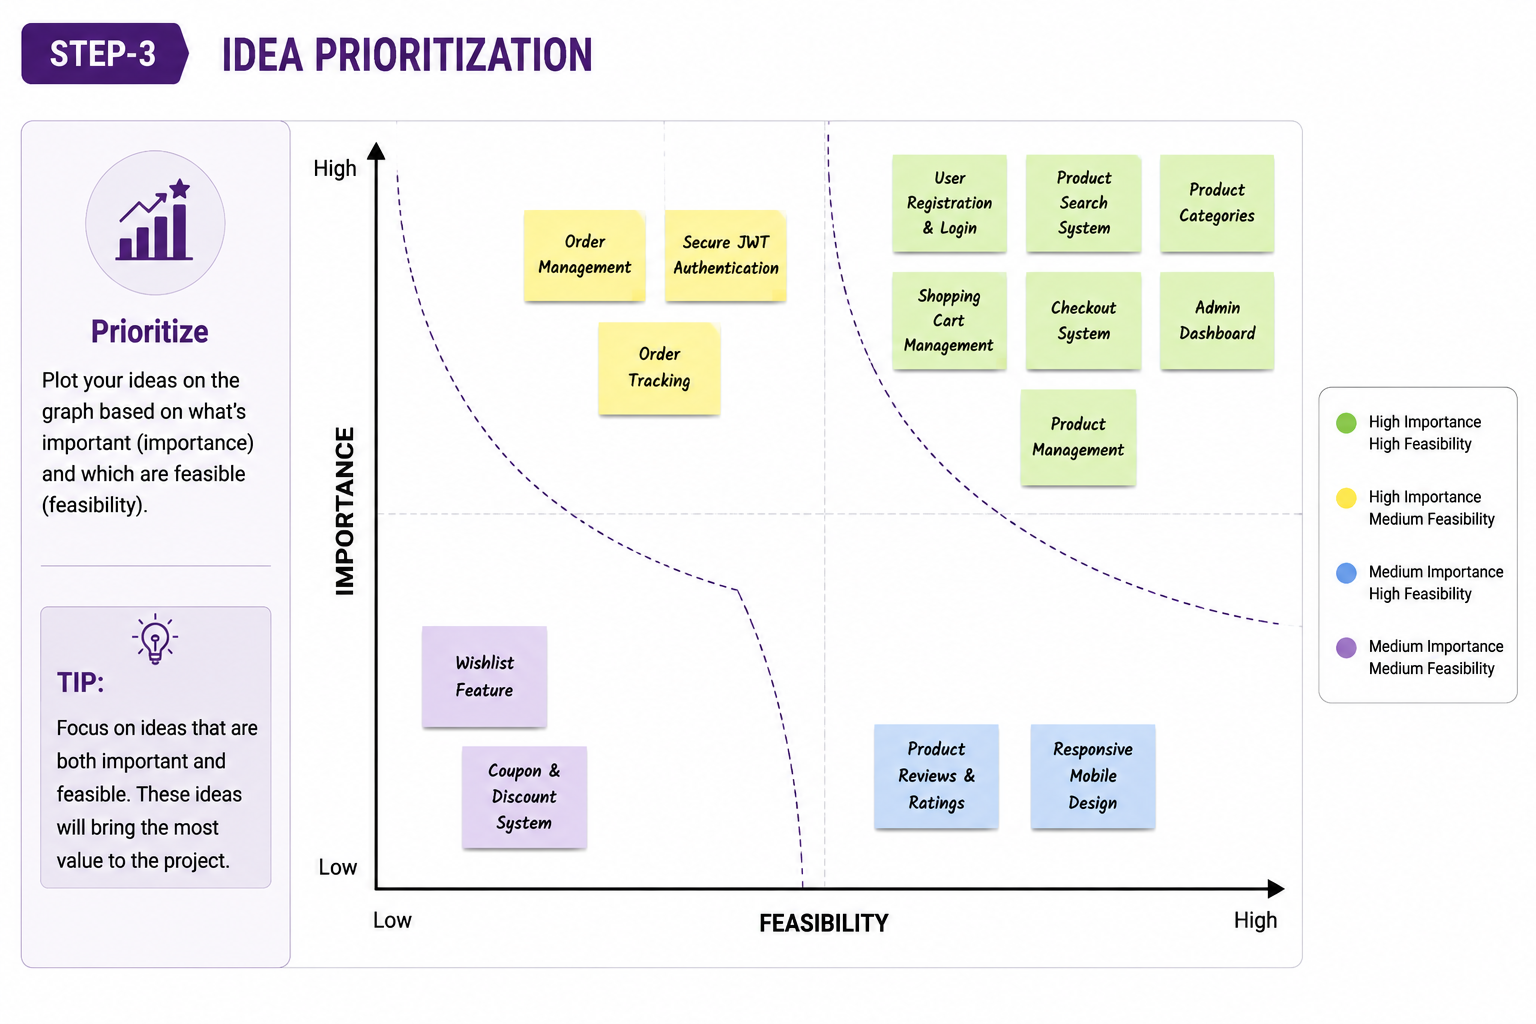 STEP-3
IDEA PRIORITIZATION
Prioritize
Plot your ideas on the
graph based on what's
important (importance)
and which are feasible
(feasibility).
TIP:
Focus on ideas that are
both important and
feasible. These ideas
will bring the most
value to the project.
High
IMPORTANCE
Low
Low
FEASIBILITY
High
Order
Management
Secure JWT
Authentication
Order
Tracking
User
Registration
& Login
Product
Search
System
Product
Categories
Shopping
Cart
Management
Checkout
System
Admin
Dashboard
Product
Management
Wishlist
Feature
Coupon &
Discount
System
Product
Reviews &
Ratings
Responsive
Mobile
Design
High Importance
High Feasibility
High Importance
Medium Feasibility
Medium Importance
High Feasibility
Medium Importance
Medium Feasibility